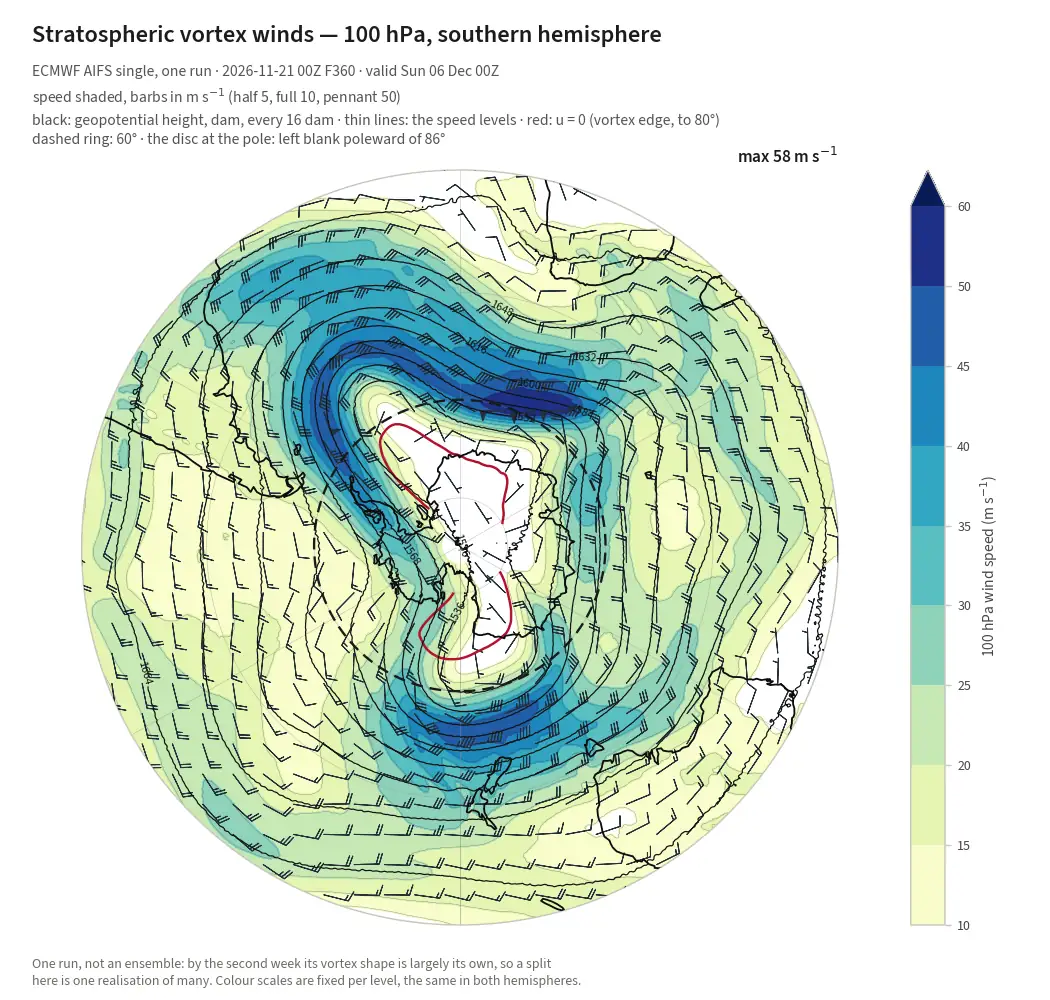 Stratospheric vortex winds — 100 hPa, southern hemisphere
ECMWF AIFS single, one run · 2026-11-21 00Z F360 · valid Sun 06 Dec 00Z
speed shaded, barbs in m s⁻¹ (half 5, full 10, pennant 50)
black: geopotential height, dam, every 16 dam · thin lines: the speed levels · red: u = 0 (vortex edge, to 80°)
dashed ring: 60° · the disc at the pole: left blank poleward of 86°
max 58 m s⁻¹
60
50
45
40
35
30
25
20
15
10
100 hPa wind speed (m s⁻¹)
1648
1616
1632
1600
1568
1536
1664
One run, not an ensemble: by the second week its vortex shape is largely its own, so a split
here is one realisation of many. Colour scales are fixed per level, the same in both hemispheres.